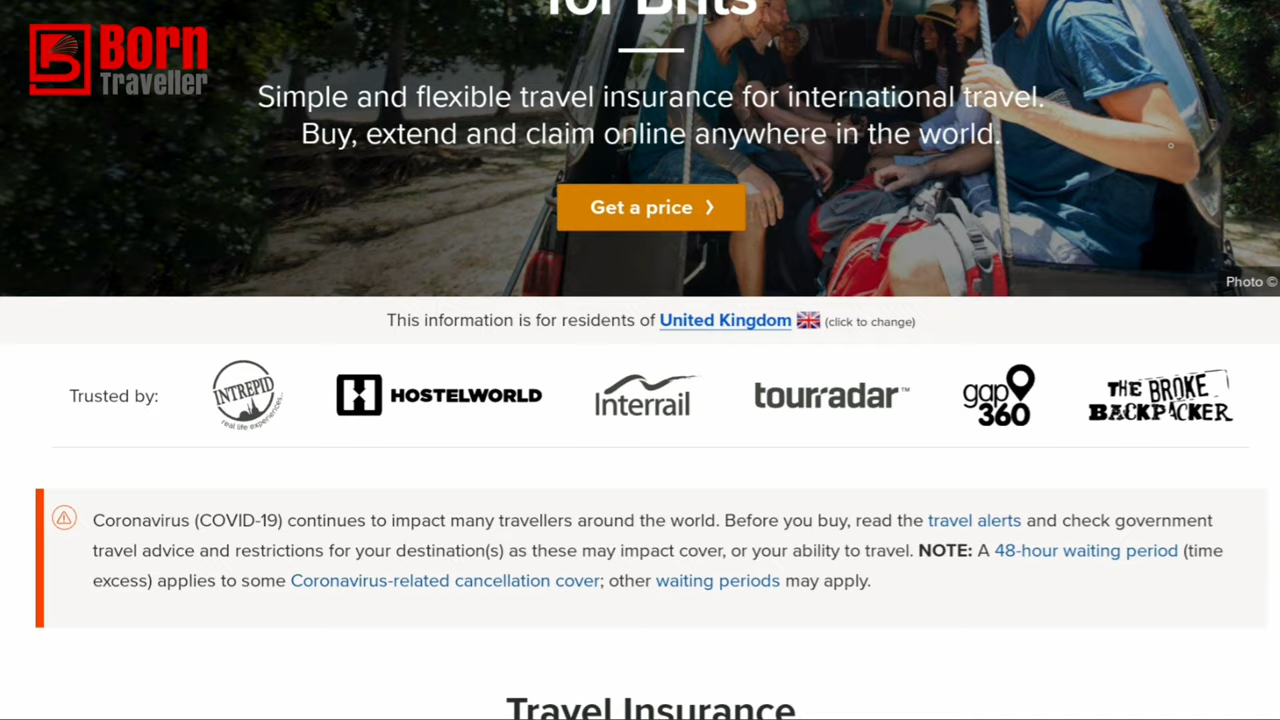 for Brits
Born
Traveller
Simple and flexible travel insurance for international travel.
Buy, extend and claim online anywhere in the world.
Get a price ❯
Photo ©
This information is for residents of United Kingdom (click to change)
Trusted by:
INTREPID
real life experiences...
HOSTELWORLD
Interrail
tourradar™
gap
360
THE BROKE
BACKPACKER
Coronavirus (COVID-19) continues to impact many travellers around the world. Before you buy, read the travel alerts and check government
travel advice and restrictions for your destination(s) as these may impact cover, or your ability to travel. NOTE: A 48-hour waiting period (time
excess) applies to some Coronavirus-related cancellation cover; other waiting periods may apply.
Travel Insurance